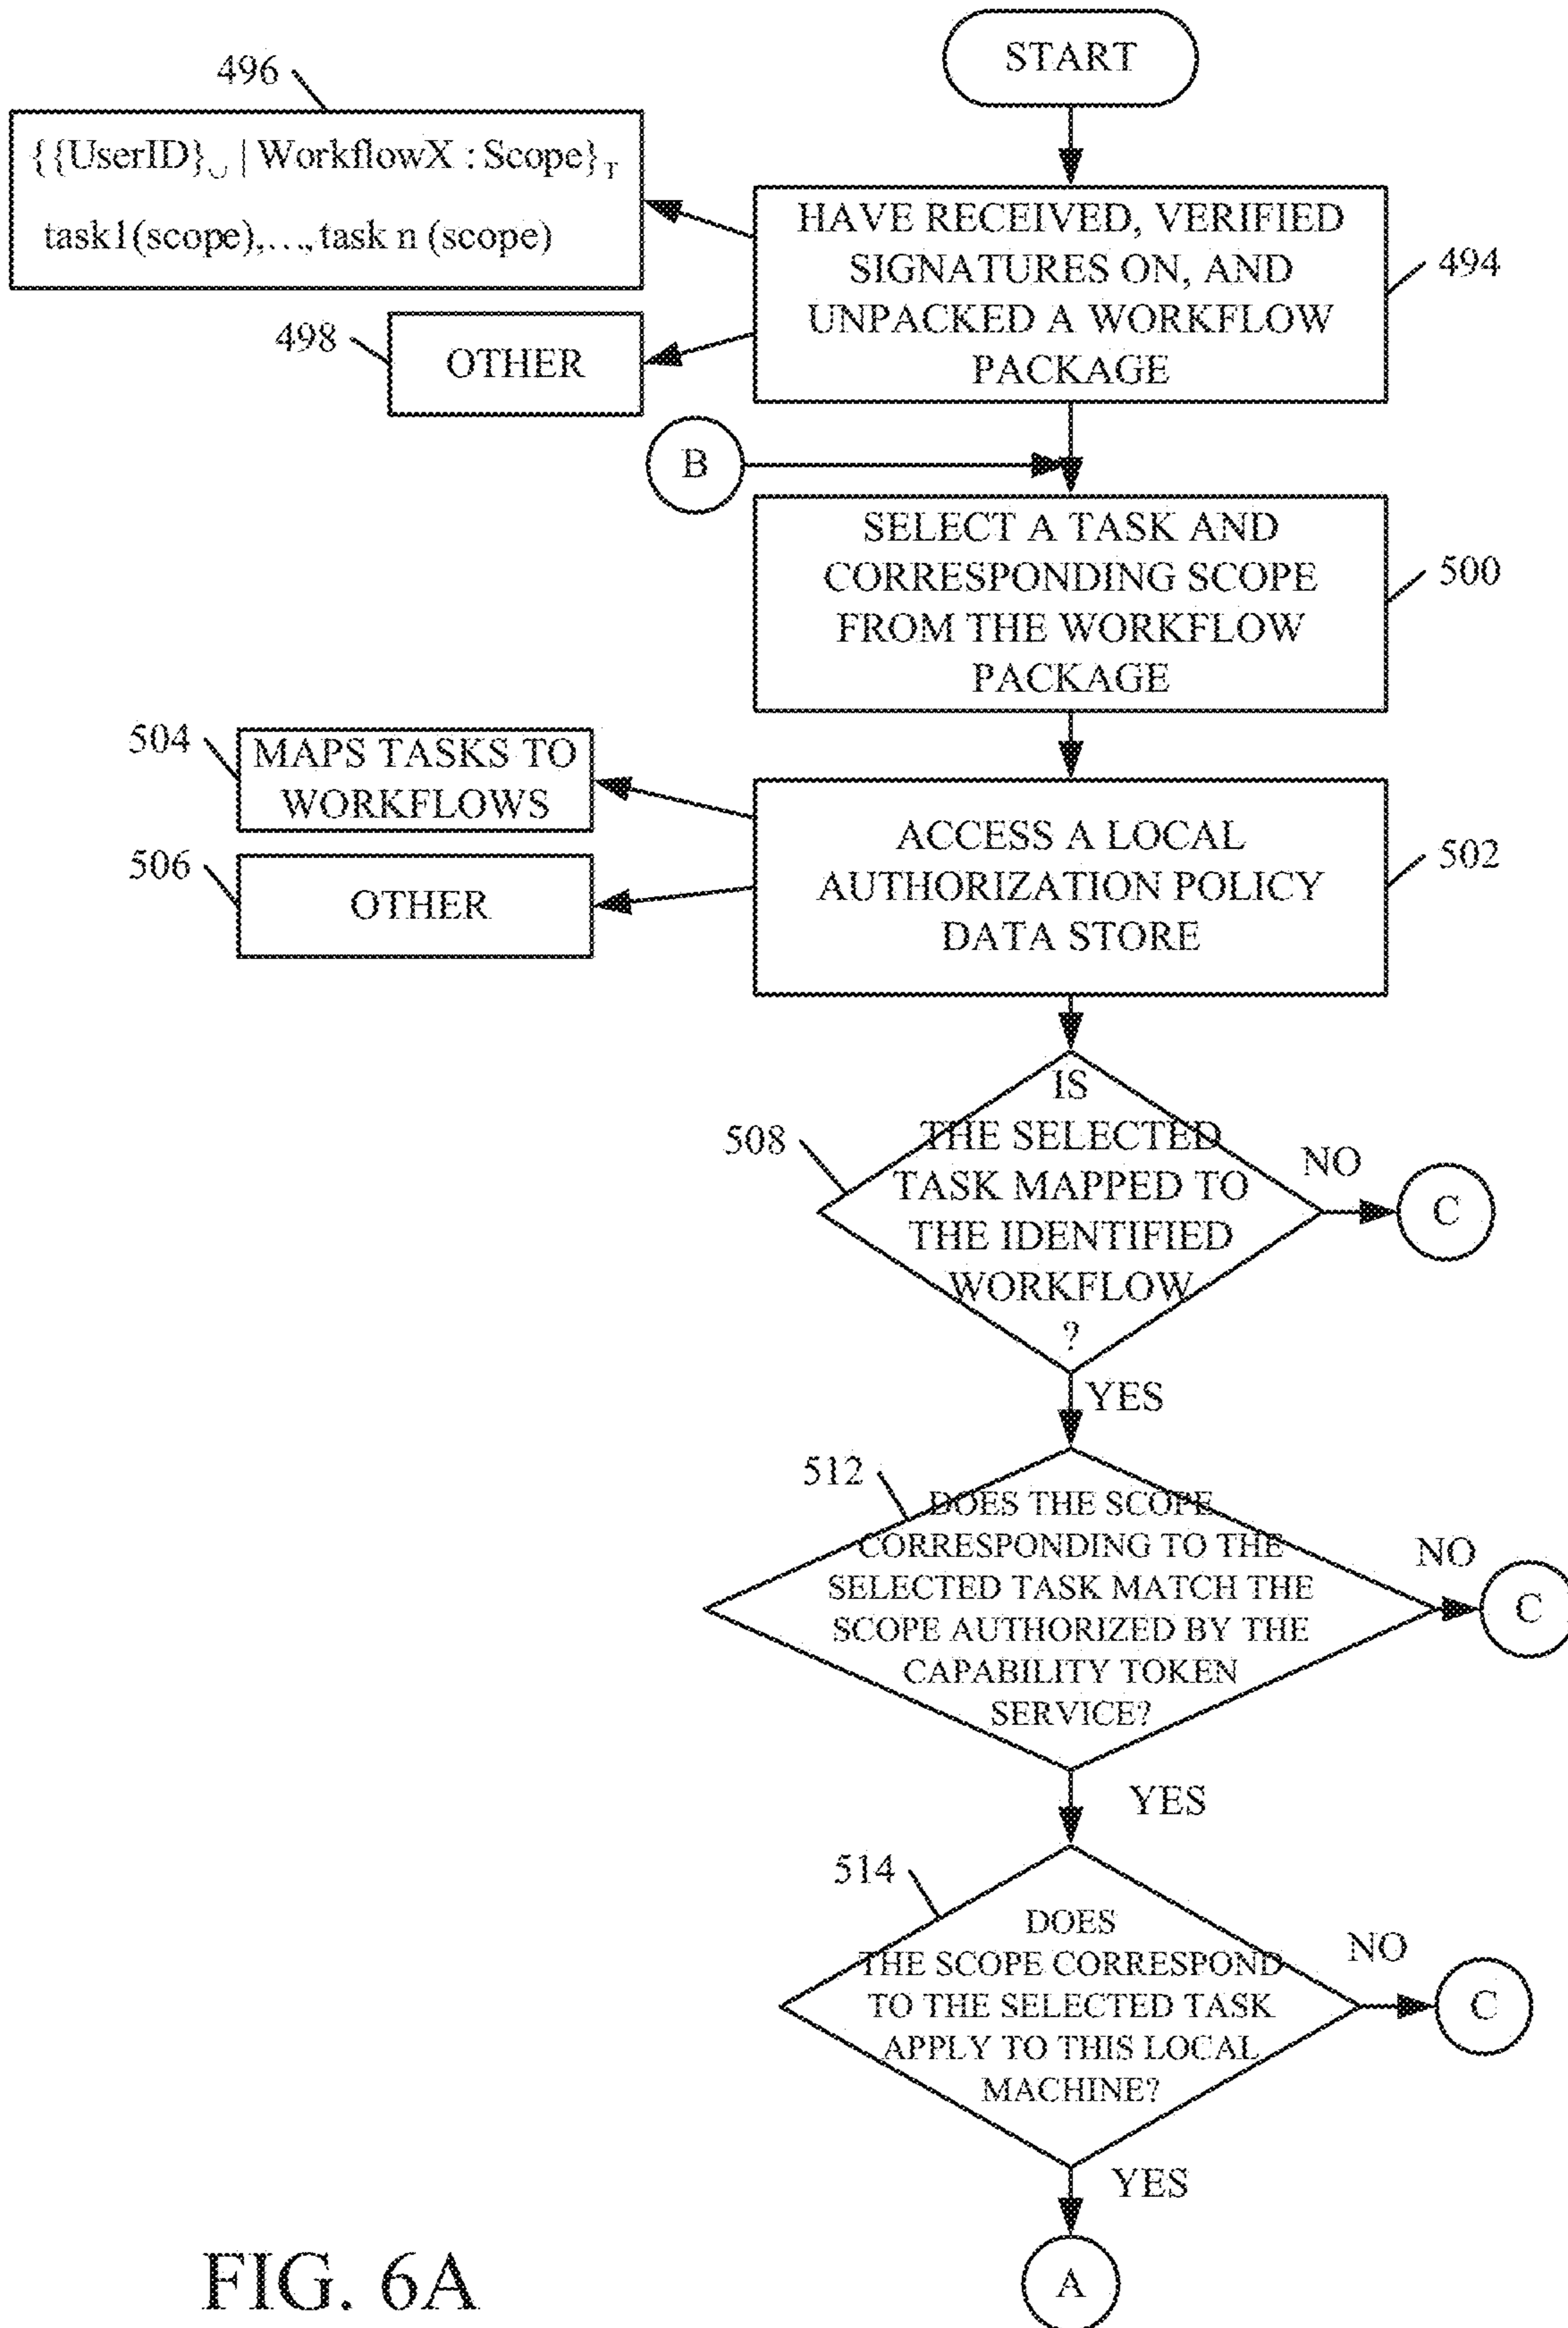 START
496
{{UserID}∪ | WorkflowX : Scope}T
task1(scope),...,task n (scope)
HAVE RECEIVED, VERIFIED
SIGNATURES ON, AND
UNPACKED A WORKFLOW
PACKAGE
494
498
OTHER
B
SELECT A TASK AND
CORRESPONDING SCOPE
FROM THE WORKFLOW
PACKAGE
500
504
MAPS TASKS TO
WORKFLOWS
506
OTHER
ACCESS A LOCAL
AUTHORIZATION POLICY
DATA STORE
502
508
IS
THE SELECTED
TASK MAPPED TO
THE IDENTIFIED
WORKFLOW
?
NO
C
YES
512
DOES THE SCOPE
CORRESPONDING TO THE
SELECTED TASK MATCH THE
SCOPE AUTHORIZED BY THE
CAPABILITY TOKEN
SERVICE?
NO
C
YES
514
DOES
THE SCOPE CORRESPOND
TO THE SELECTED TASK
APPLY TO THIS LOCAL
MACHINE?
NO
C
YES
A
FIG. 6A